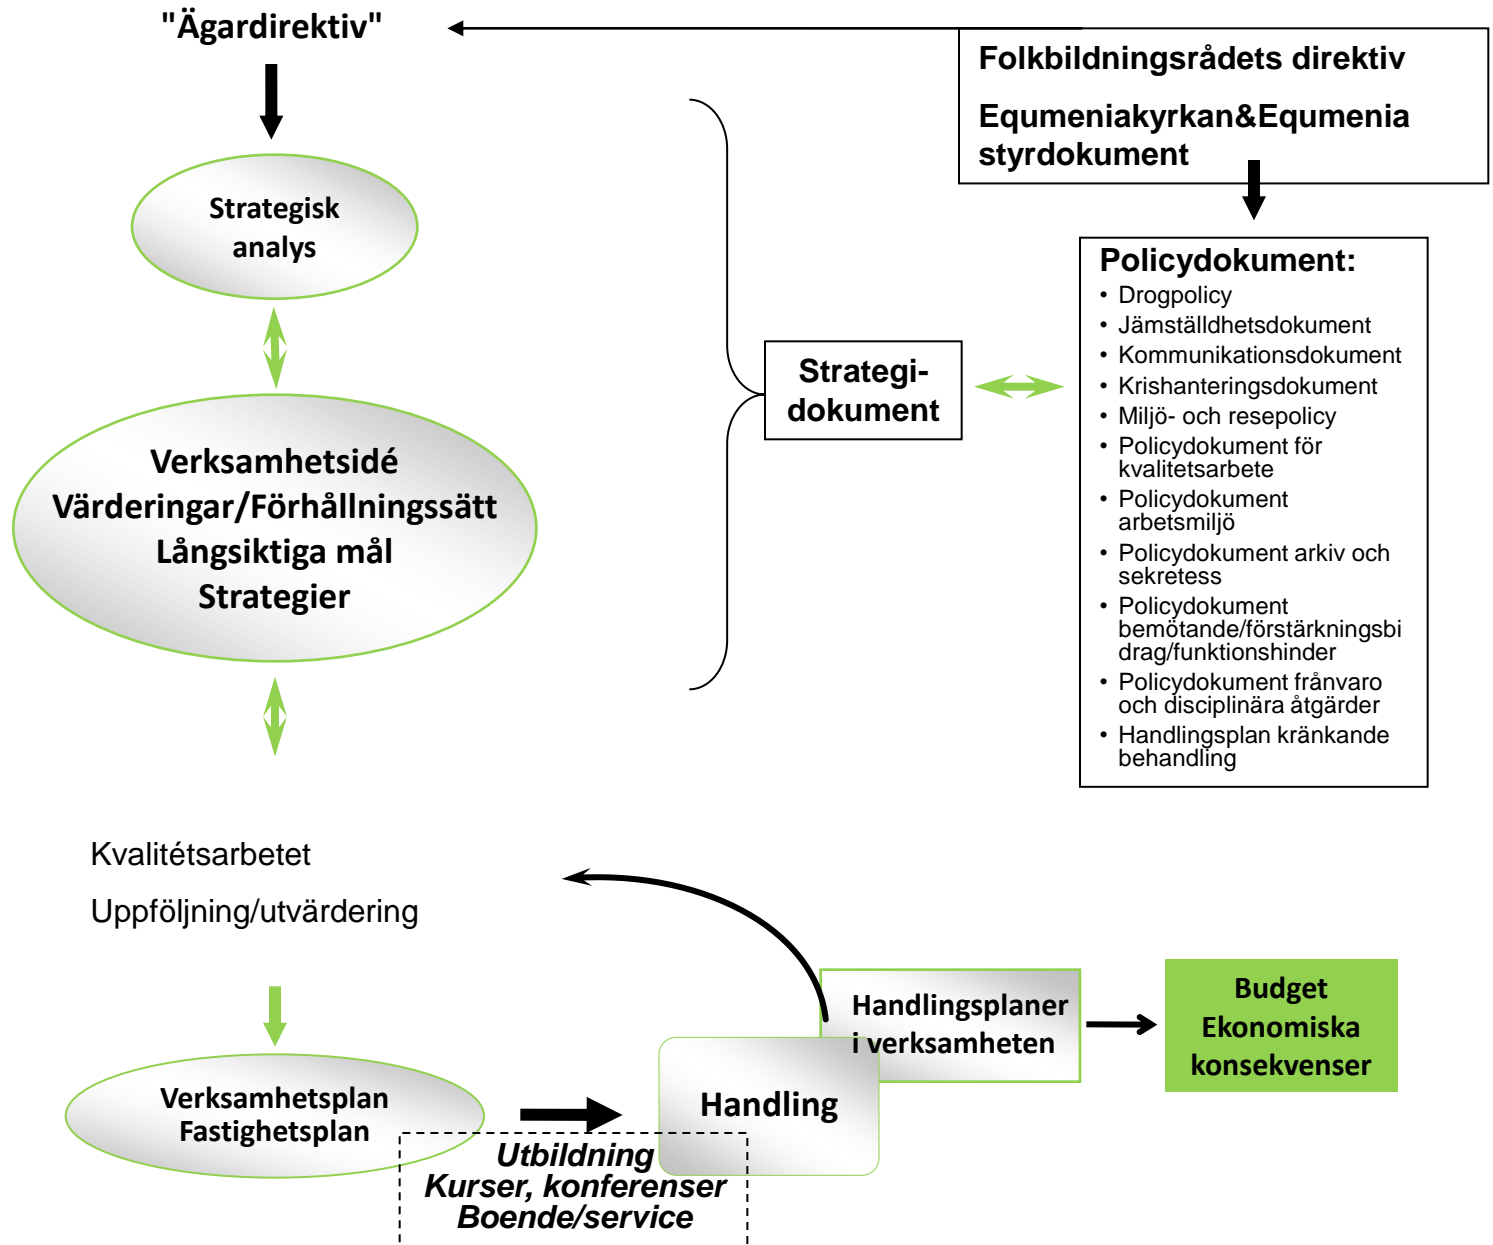 "Ägardirektiv"
Folkbildningsrådets direktiv
Equmeniakyrkan&Equmenia
styrdokument
Strategisk
analys
Verksamhetsidé
Värderingar/Förhållningssätt
Långsiktiga mål
Strategier
Strategi-
dokument
Policydokument:
• Drogpolicy
• Jämställdhetsdokument
• Kommunikationsdokument
• Krishanteringsdokument
• Miljö- och resepolicy
• Policydokument för
kvalitetsarbete
• Policydokument
arbetsmiljö
• Policydokument arkiv och
sekretess
• Policydokument
bemötande/förstärkningsbi
drag/funktionshinder
• Policydokument frånvaro
och disciplinära åtgärder
• Handlingsplan kränkande
behandling
Kvalitétsarbetet
Uppföljning/utvärdering
Verksamhetsplan
Fastighetsplan
Utbildning
Kurser, konferenser
Boende/service
Handling
Handlingsplaner
i verksamheten
Budget
Ekonomiska
konsekvenser